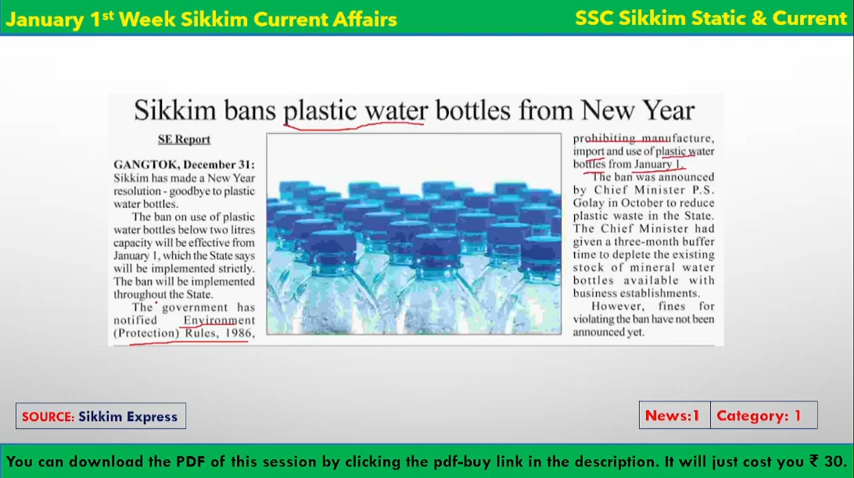 January 1st Week Sikkim Current Affairs
SSC Sikkim Static & Current
Sikkim bans plastic water bottles from New Year
SE Report
GANGTOK, December 31:
Sikkim has made a New Year
resolution - goodbye to plastic
water bottles.
The ban on use of plastic
water bottles below two litres
capacity will be effective from
January 1, which the State says
will be implemented strictly.
The ban will be implemented
throughout the State.
The government has
notified Environment
(Protection) Rules, 1986,
prohibiting manufacture,
import and use of plastic water
bottles from January 1.
The ban was announced
by Chief Minister P.S.
Golay in October to reduce
plastic waste in the State.
The Chief Minister had
given a three-month buffer
time to deplete the existing
stock of mineral water
bottles available with
business establishments.
However, fines for
violating the ban have not been
announced yet.
SOURCE: Sikkim Express
News:1
Category: 1
You can download the PDF of this session by clicking the pdf-buy link in the description. It will just cost you ₹ 30.